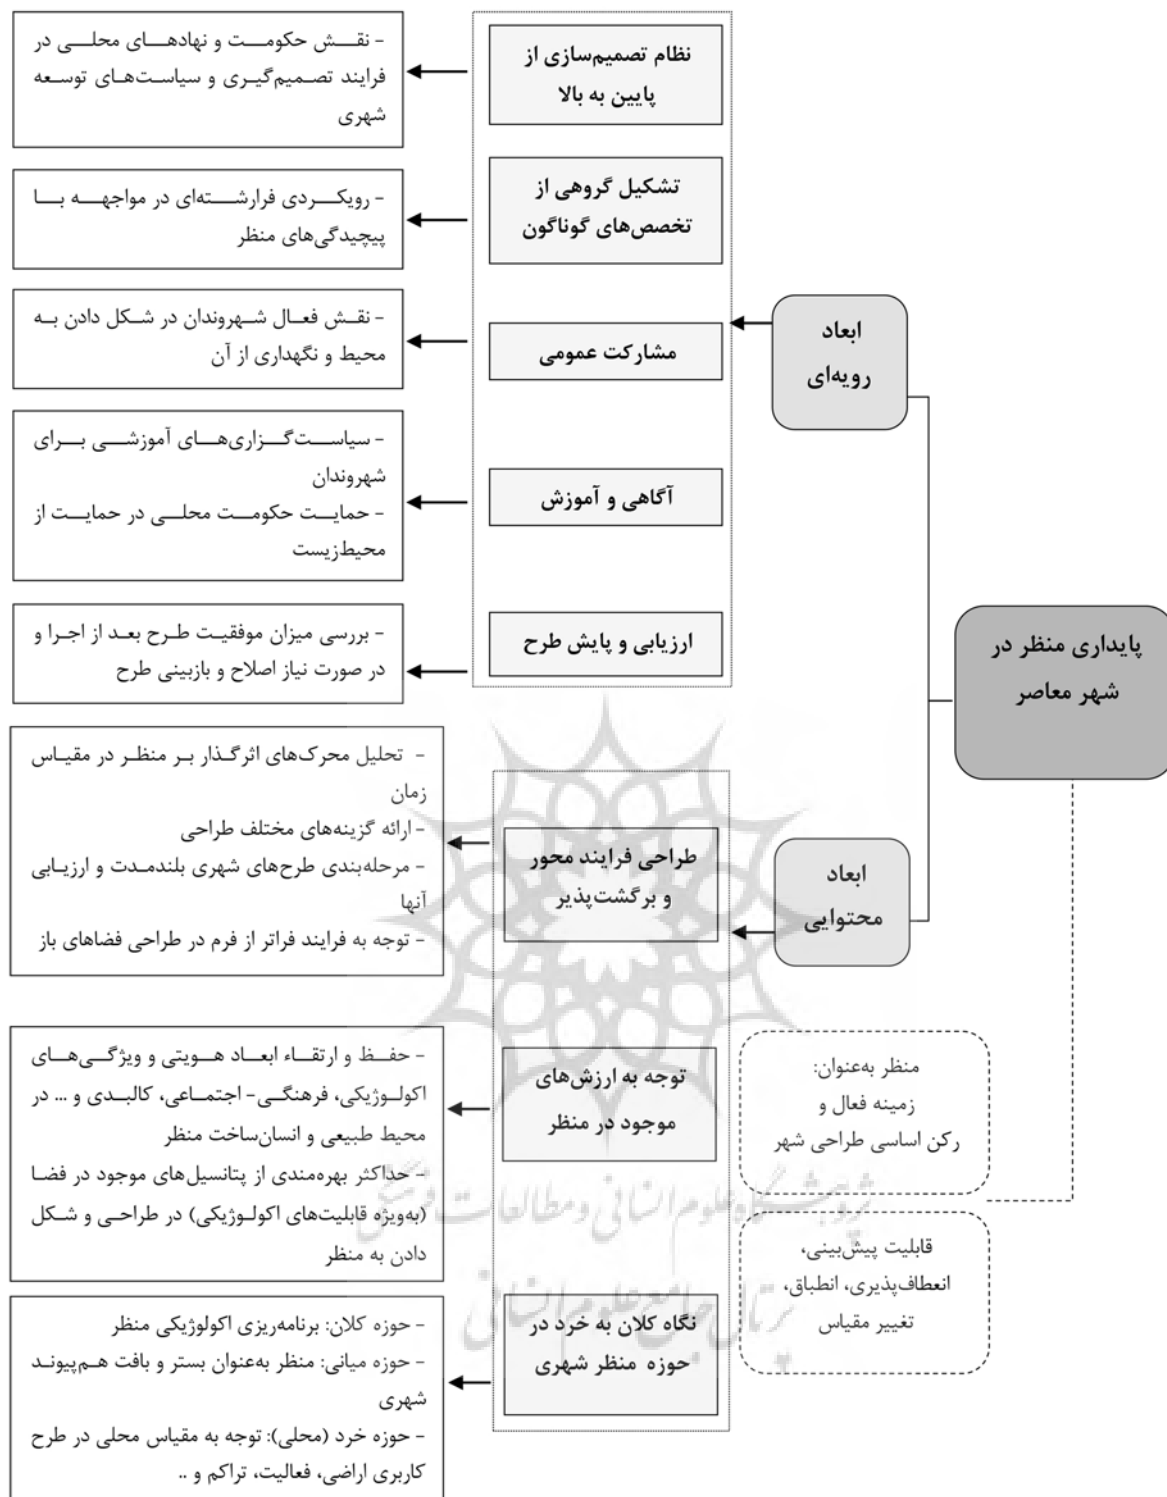 پایداری منظر در
شهر معاصر
ابعاد
رویه‌ای
نظام تصمیم‌سازی از
پایین به بالا
- نقش حکومت و نهادهای محلی در
فرایند تصمیم‌گیری و سیاست‌های توسعه
شهری
تشکیل گروهی از
تخصص‌های گوناگون
- رویکردی فرارشته‌ای در مواجهه با
پیچیدگی‌های منظر
مشارکت عمومی
- نقش فعال شهروندان در شکل دادن به
محیط و نگهداری از آن
آگاهی و آموزش
- سیاست‌گزاری‌های آموزشی برای
شهروندان
- حمایت حکومت محلی در حمایت از
محیط‌زیست
ارزیابی و پایش طرح
- بررسی میزان موفقیت طرح بعد از اجرا و
در صورت نیاز اصلاح و بازبینی طرح
ابعاد
محتوایی
طراحی فرایند محور
و برگشت‌پذیر
- تحلیل محرک‌های اثرگذار بر منظر در مقیاس
زمان
- ارائه گزینه‌های مختلف طراحی
- مرحله‌بندی طرح‌های شهری بلندمدت و ارزیابی
آنها
- توجه به فرایند فراتر از فرم در طراحی فضاهای باز
توجه به ارزش‌های
موجود در منظر
- حفظ و ارتقاء ابعاد هویتی و ویژگی‌های
اکولوژیکی، فرهنگی- اجتماعی، کالبدی و ... در
محیط طبیعی و انسان‌ساخت منظر
- حداکثر بهره‌مندی از پتانسیل‌های موجود در فضا
(به‌ویژه قابلیت‌های اکولوژیکی) در طراحی و شکل
دادن به منظر
نگاه کلان به خرد در
حوزه منظر شهری
- حوزه کلان: برنامه‌ریزی اکولوژیکی منظر
- حوزه میانی: منظر به‌عنوان بستر و بافت هم‌پیوند
شهری
- حوزه خرد (محلی): توجه به مقیاس محلی در طرح
کاربری اراضی، فعالیت، تراکم و ..
منظر به‌عنوان:
زمینه فعال و
رکن اساسی طراحی شهر
قابلیت پیش‌بینی،
انعطاف‌پذیری، انطباق،
تغییر مقیاس
پژوهشگاه علوم انسانی و مطالعات فرهنگی
پرتال جامع علوم انسانی